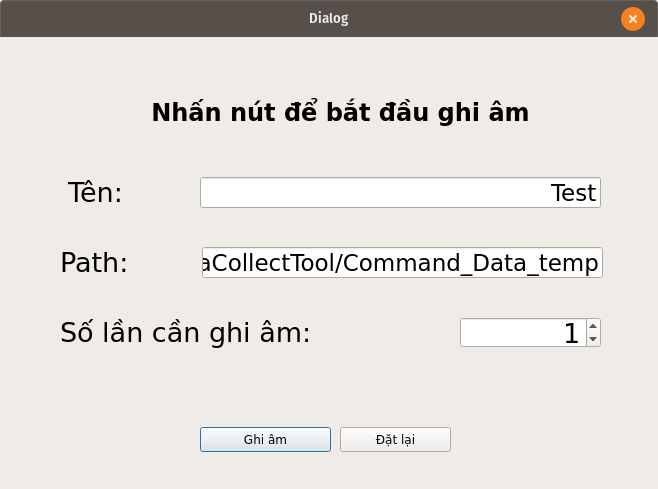 Dialog
Nhấn nút để bắt đầu ghi âm
Tên: Test
Path: aCollectTool/Command_Data_temp
Số lần cần ghi âm: 1
Ghi âm Đặt lại